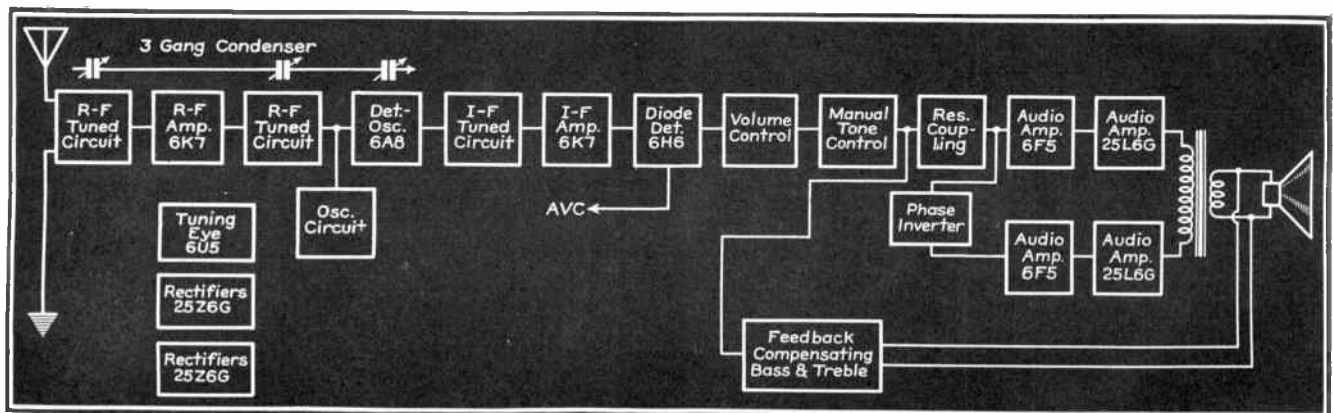 3 Gang Condenser
R-F
Tuned
Circuit
R-F
Amp.
6K7
R-F
Tuned
Circuit
Det.-
Osc.
6A8
I-F
Tuned
Circuit
I-F
Amp.
6K7
Diode
Det.
6H6
Volume
Control
Manual
Tone
Control
Res.
Coup-
ling
Audio
Amp.
6F5
Audio
Amp.
25L6G
Osc.
Circuit
AVC
Phase
Inverter
Tuning
Eye
6U5
Audio
Amp.
6F5
Audio
Amp.
25L6G
Rectifiers
25Z6G
Rectifiers
25Z6G
Feedback
Compensating
Bass & Treble